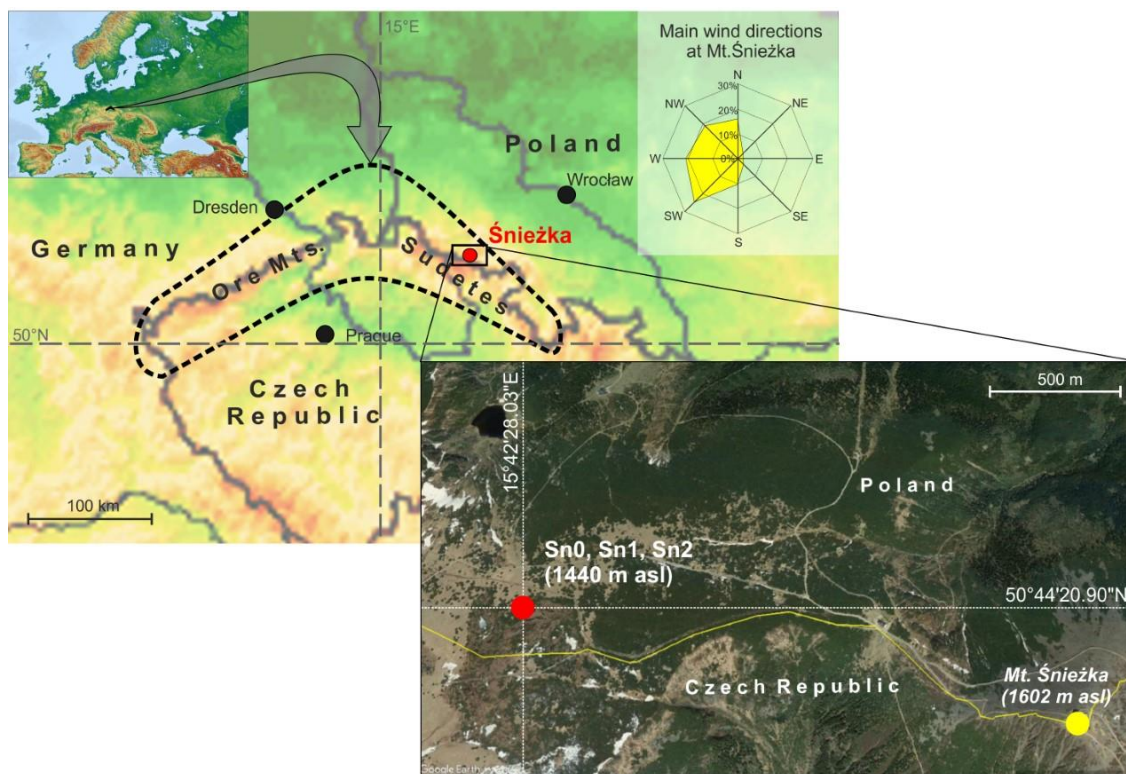 15°E
Main wind directions
at Mt.Śnieżka
N
30%
NW
NE
20%
10%
W
0%
E
SW
SE
S
Poland
Wrocław
Dresden
Śnieżka
Germany
Ore Mts.
Sudetes
50°N
Prague
Czech
Republic
100 km
500 m
15°42'28.03"E
Poland
Sn0, Sn1, Sn2
(1440 m asl)
50°44'20.90"N
Mt. Śnieżka
(1602 m asl)
Czech Republic
Google Earth